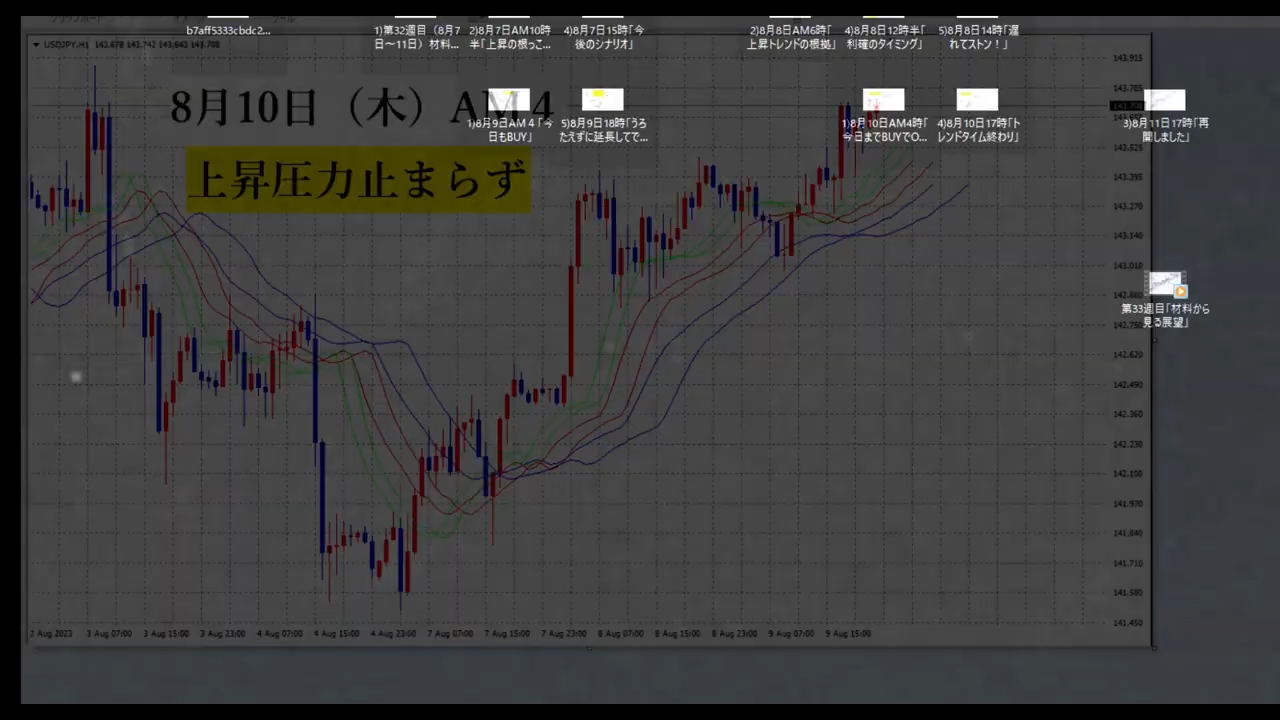 b7aff5333cbdc2...
1)第32週目（8月7
日～11日）材料...
2)8月7日AM10時
半「上昇の根っこ...
4)8月7日15時「今
後のシナリオ」
2)8月8日AM6時「
上昇トレンドの根拠」
4)8月8日12時半「
利確のタイミング」
5)8月8日14時「遅
れてストン！」
USDJPY,H1 143.678 143.742 143.643 143.708
143.915
143.785
8月10日（木）AM 4
1)8月9日AM 4「今
日もBUY」
5)8月9日18時「うろ
たえずに延長してで...
1)8月10日AM4時「
今日までBUYでO...
4)8月10日17時「ト
レンドタイム終わり」
3)8月11日17時「再
開しました」
143.525
上昇圧力止まらず
143.395
143.270
143.140
143.010
第33週目「材料から
見る展望」
142.750
142.620
142.490
142.360
142.230
142.100
141.970
141.840
141.710
141.580
141.450
2 Aug 2023 3 Aug 07:00 3 Aug 15:00 3 Aug 23:00 4 Aug 07:00 4 Aug 15:00 4 Aug 23:00 7 Aug 07:00 7 Aug 15:00 7 Aug 23:00 8 Aug 07:00 8 Aug 15:00 8 Aug 23:00 9 Aug 07:00 9 Aug 15:00